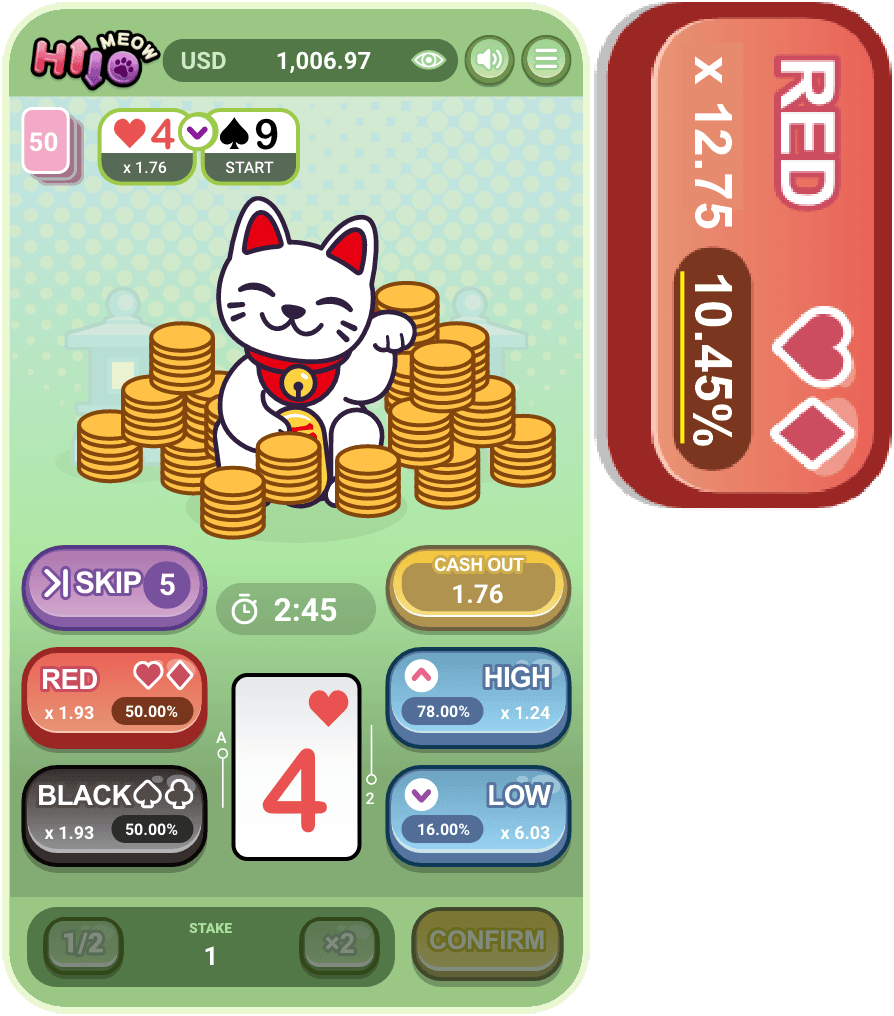 HILO
MEOW
USD 1,006.97
50
4
x 1.76
9
START
SKIP 5
2:45
CASH OUT
1.76
RED
x 1.93 50.00%
BLACK
x 1.93 50.00%
A
4
2
HIGH
78.00% x 1.24
LOW
16.00% x 6.03
1/2
STAKE
1
×2
CONFIRM
RED
x 12.75 10.45%